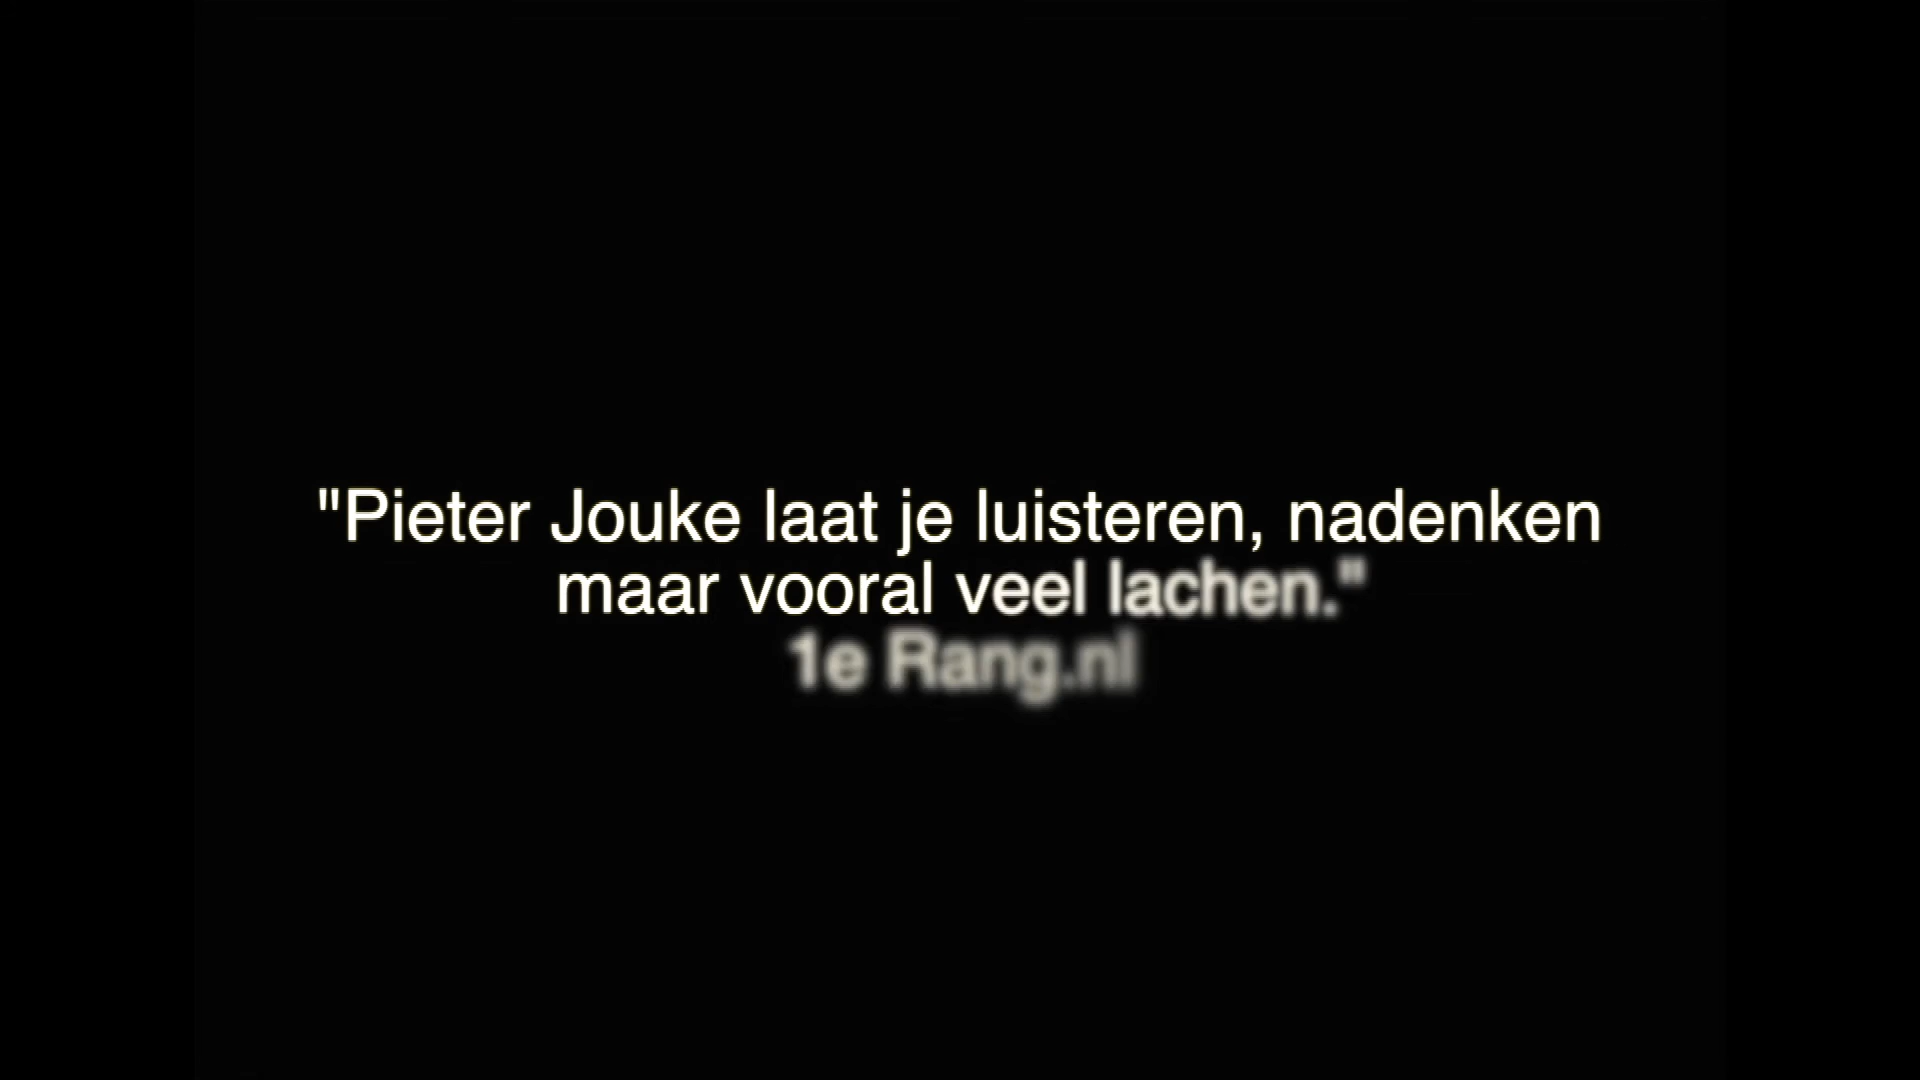 "Pieter Jouke laat je luisteren, nadenken
maar vooral veel lachen."
1e Rang.nl